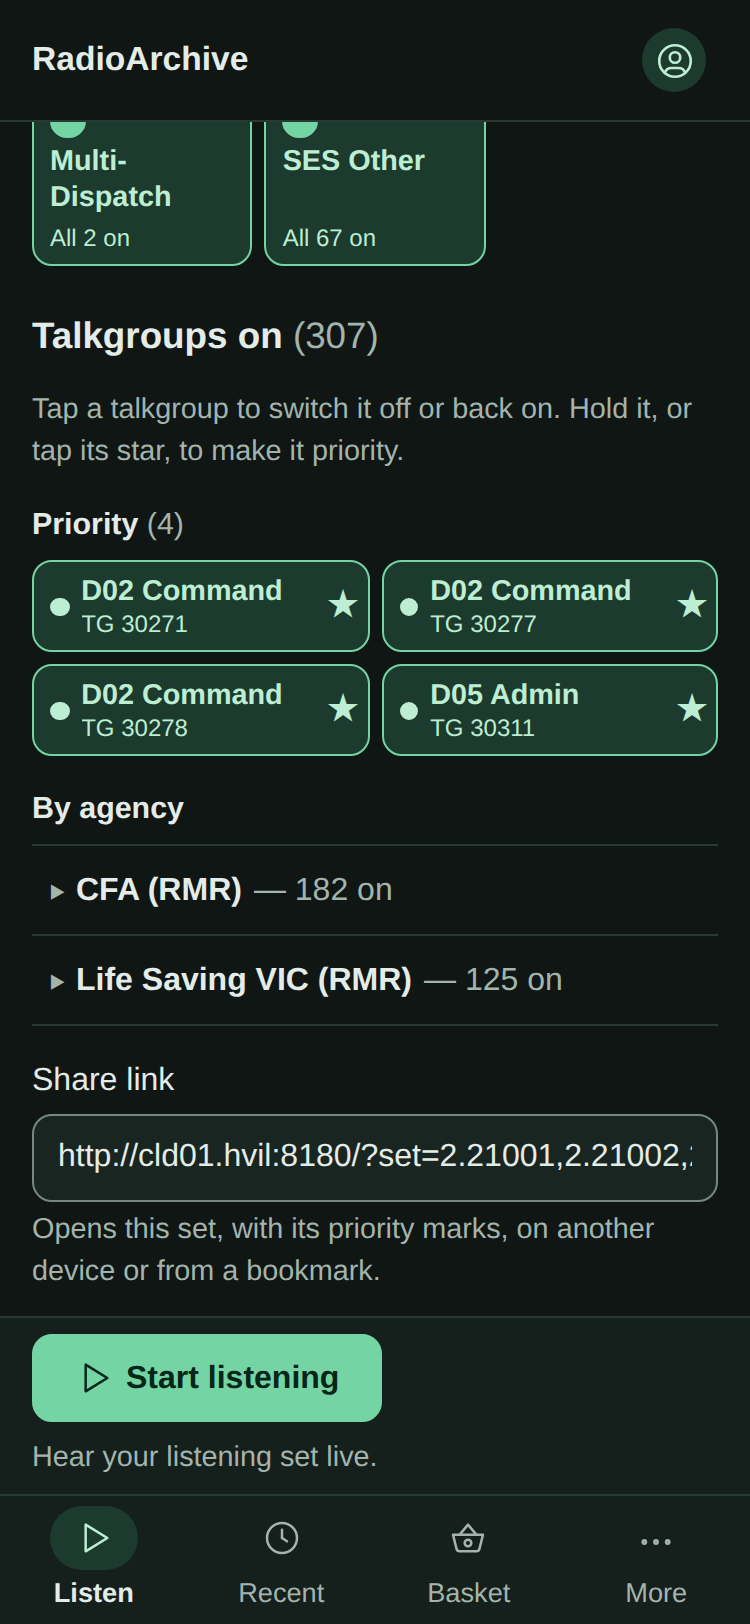 RadioArchive
Multi-
Dispatch
All 2 on
SES Other
All 67 on
Talkgroups on (307)
Tap a talkgroup to switch it off or back on. Hold it, or
tap its star, to make it priority.
Priority (4)
D02 Command
TG 30271
D02 Command
TG 30277
D02 Command
TG 30278
D05 Admin
TG 30311
By agency
CFA (RMR) — 182 on
Life Saving VIC (RMR) — 125 on
Share link
http://cld01.hvil:8180/?set=2.21001,2.21002,
Opens this set, with its priority marks, on another
device or from a bookmark.
Start listening
Hear your listening set live.
Listen
Recent
Basket
More